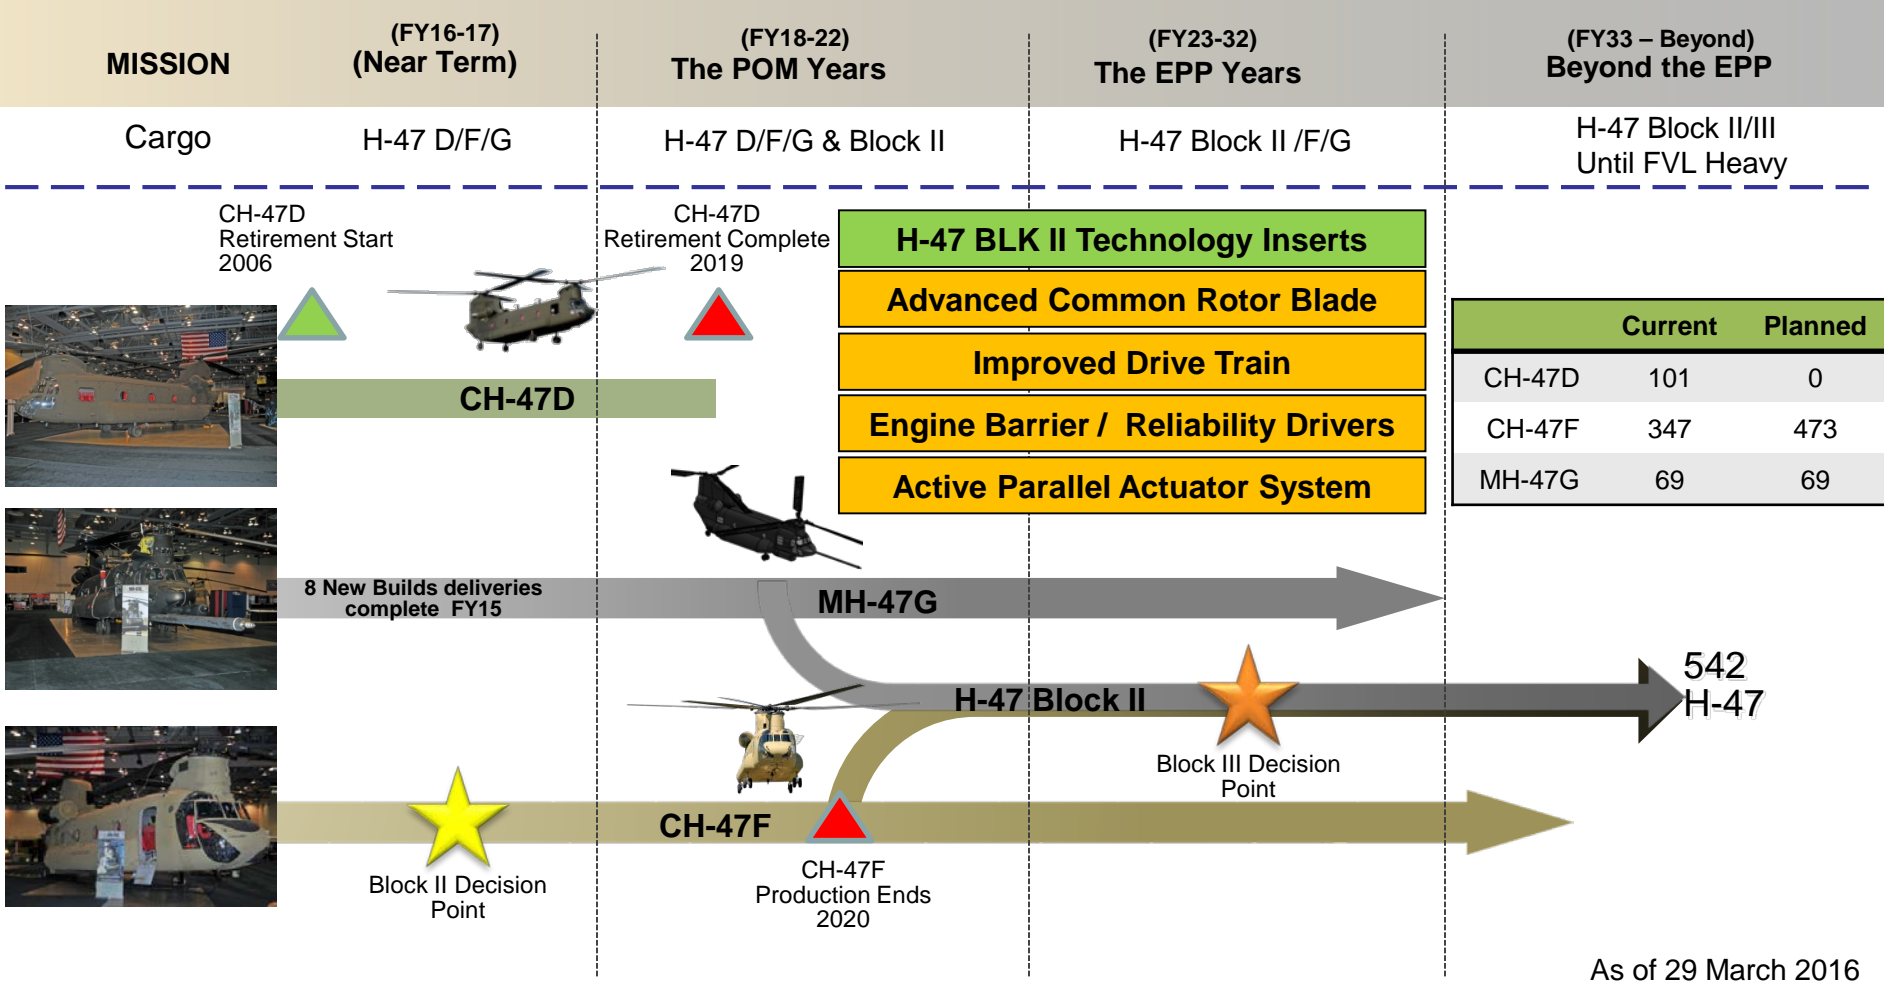 MISSION
(FY16-17)
(Near Term)
(FY18-22)
The POM Years
(FY23-32)
The EPP Years
(FY33 – Beyond)
Beyond the EPP
Cargo
H-47 D/F/G
H-47 D/F/G & Block II
H-47 Block II /F/G
H-47 Block II/III
Until FVL Heavy
CH-47D
Retirement Start
2006
CH-47D
Retirement Complete
2019
H-47 BLK II Technology Inserts
Advanced Common Rotor Blade
Improved Drive Train
Engine Barrier / Reliability Drivers
Active Parallel Actuator System
Current Planned
CH-47D 101 0
CH-47F 347 473
MH-47G 69 69
CH-47D
8 New Builds deliveries
complete FY15
MH-47G
H-47 Block II
542
H-47
Block III Decision
Point
CH-47F
Block II Decision
Point
CH-47F
Production Ends
2020
As of 29 March 2016